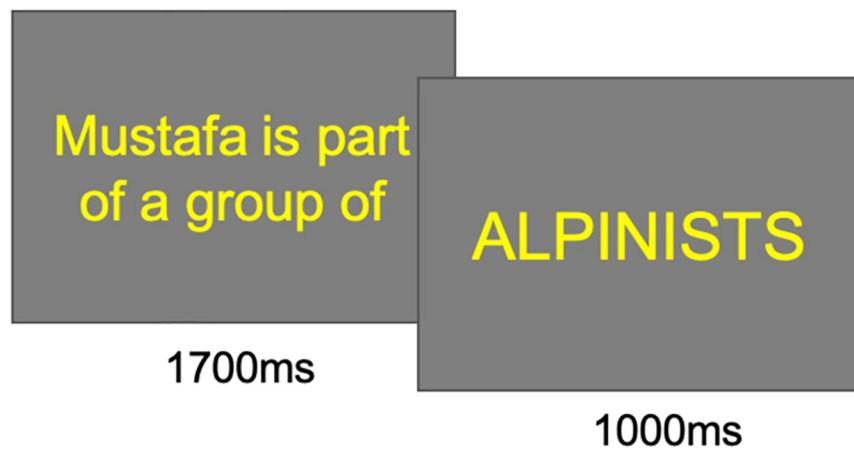 Mustafa is part
of a group of
ALPINISTS
1700ms
1000ms